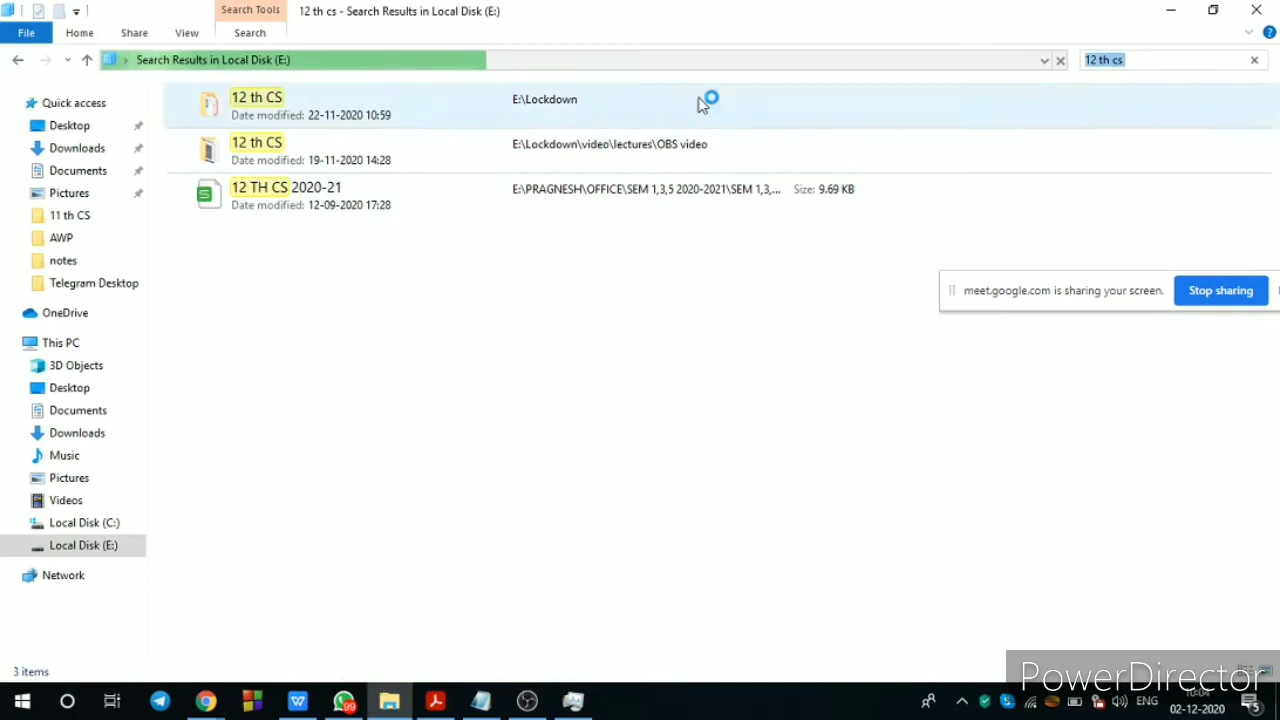 Search Tools
12 th cs - Search Results in Local Disk (E:)
File Home Share View Search
Search Results in Local Disk (E:)
12 th cs
Quick access
Desktop
Downloads
Documents
Pictures
11 th CS
AWP
notes
Telegram Desktop
OneDrive
This PC
3D Objects
Desktop
Documents
Downloads
Music
Pictures
Videos
Local Disk (C:)
Local Disk (E:)
Network
12 th CS E:\Lockdown
Date modified: 22-11-2020 10:59
12 th CS E:\Lockdown\video\lectures\OBS video
Date modified: 19-11-2020 14:28
12 TH CS 2020-21 E:\PRAGNESH\OFFICE\SEM 1,3,5 2020-2021\SEM 1,3,... Size: 9.69 KB
Date modified: 12-09-2020 17:28
meet.google.com is sharing your screen. Stop sharing
3 items
PowerDirector
99
ENG
10:04
02-12-2020
5